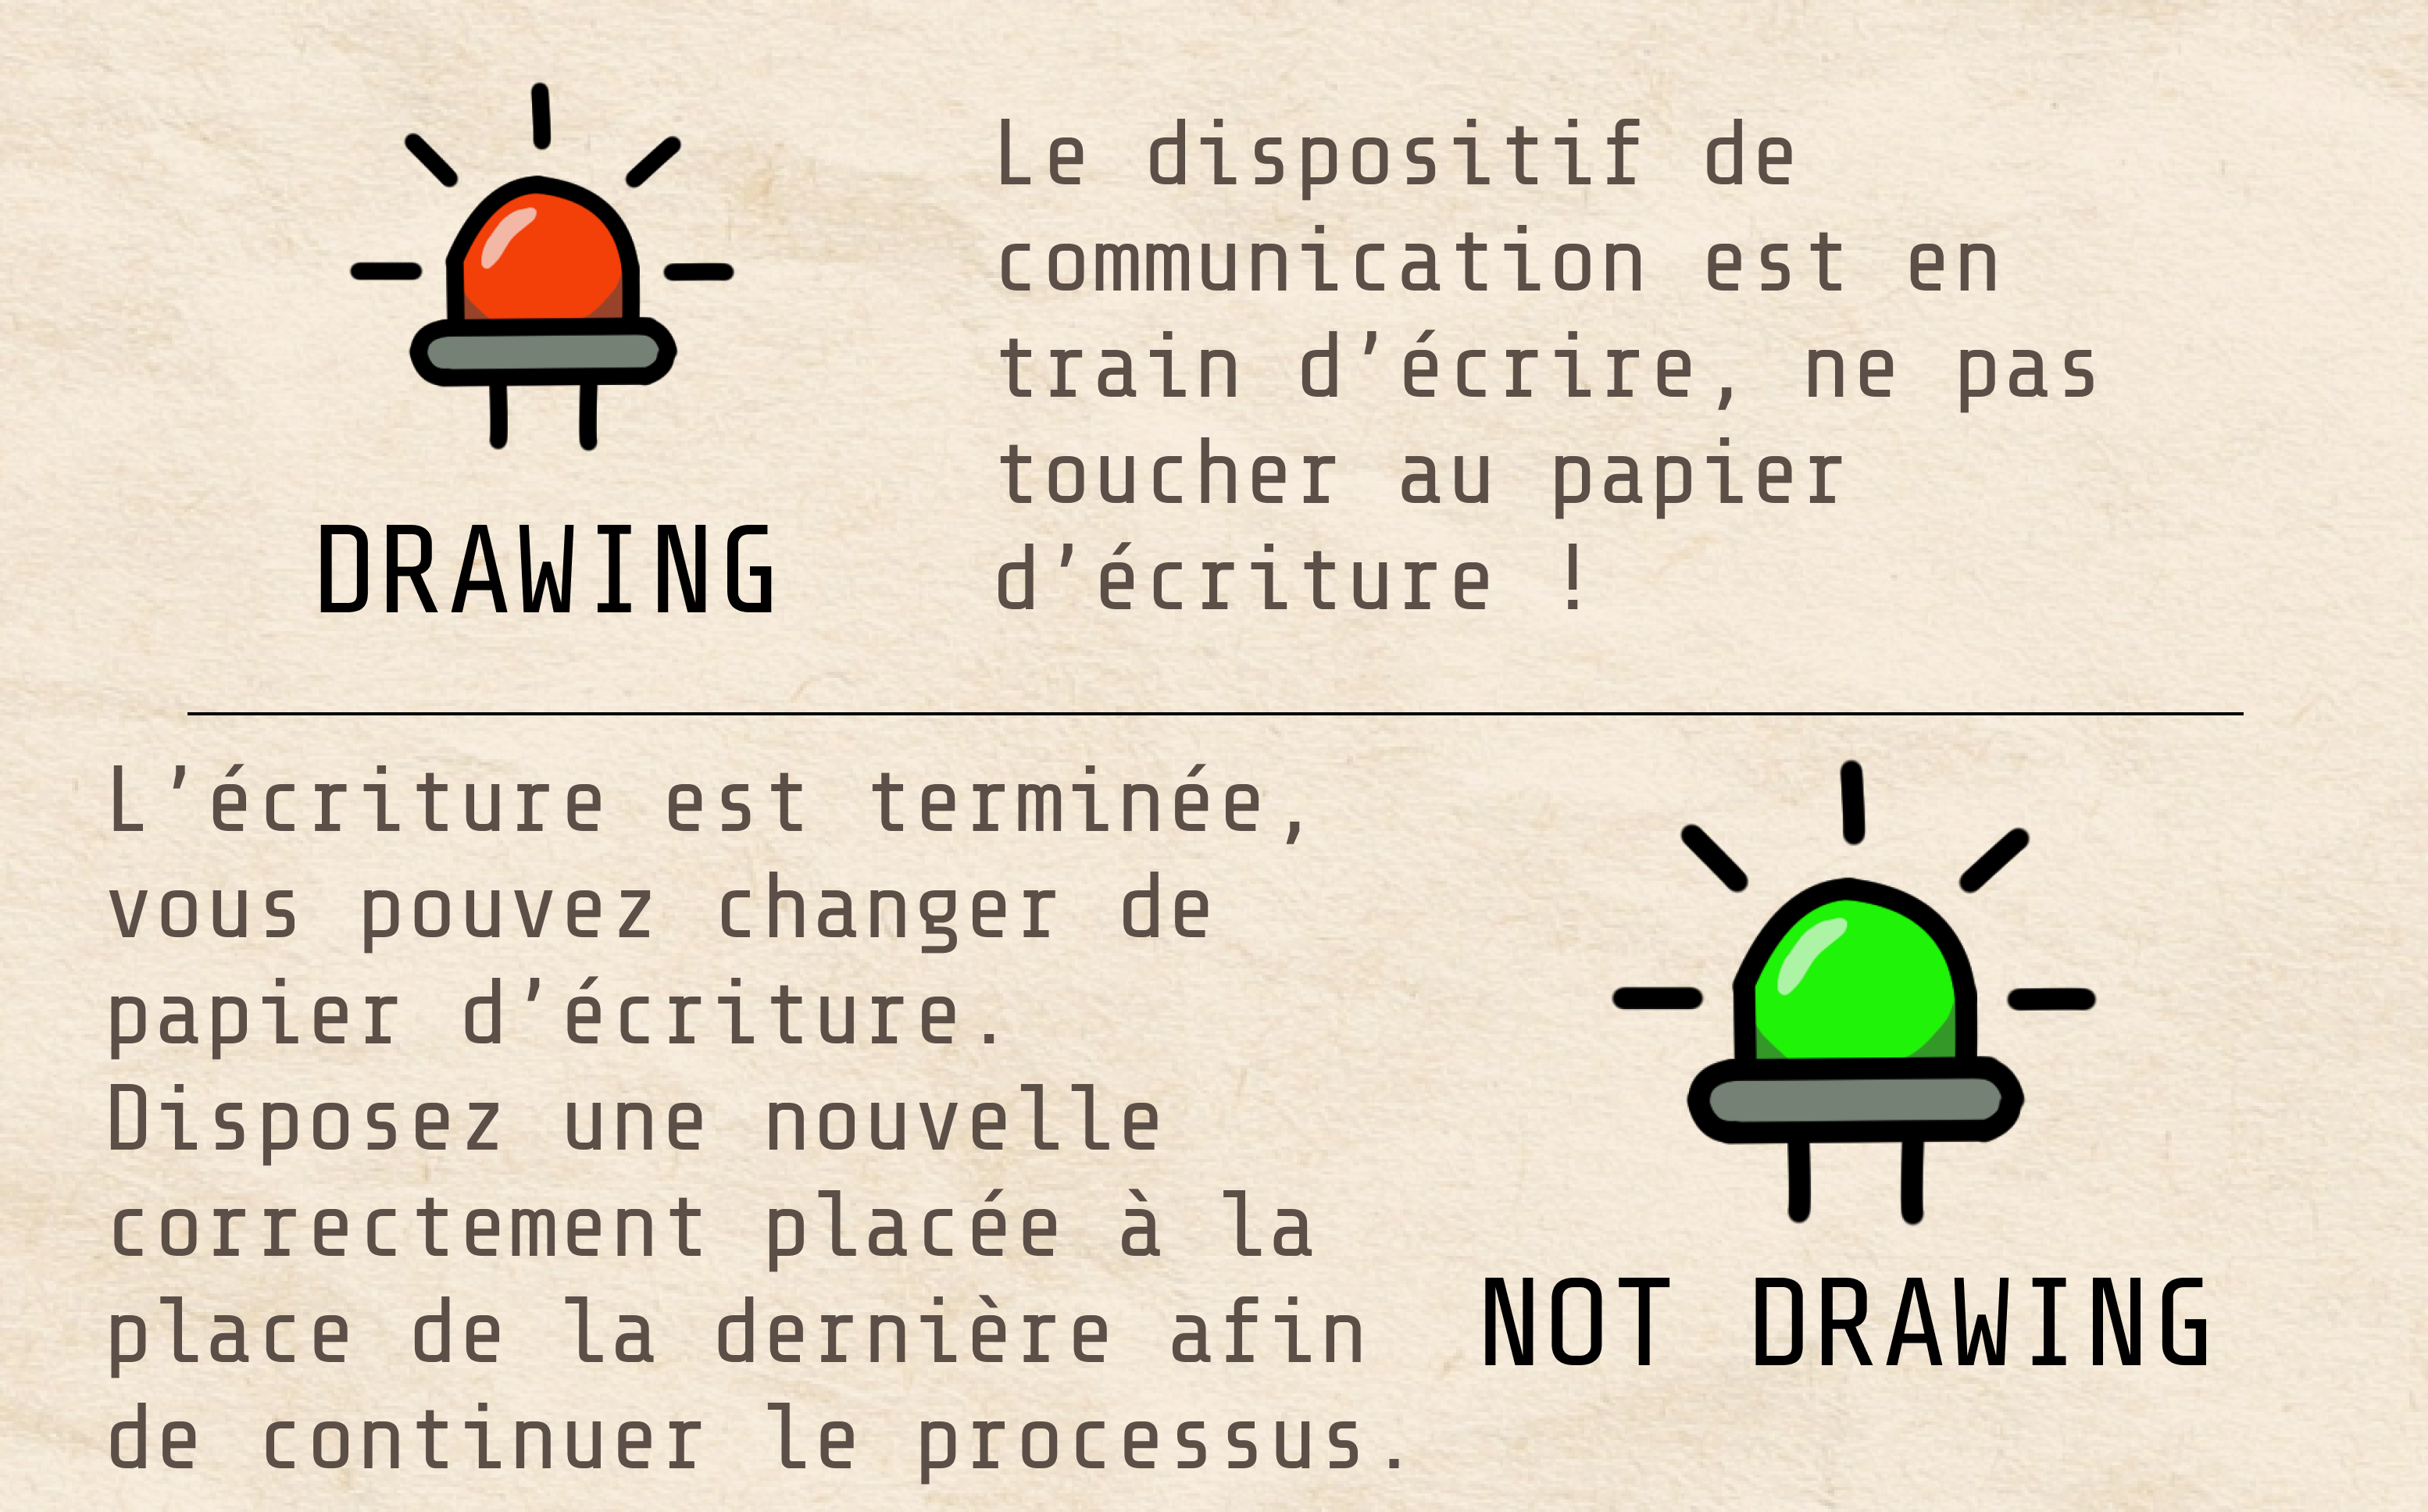 Le dispositif de
communication est en
train d’écrire, ne pas
toucher au papier
d’écriture !
DRAWING
L’écriture est terminée,
vous pouvez changer de
papier d’écriture.
Disposez une nouvelle
correctement placée à la
place de la dernière afin
de continuer le processus.
NOT DRAWING